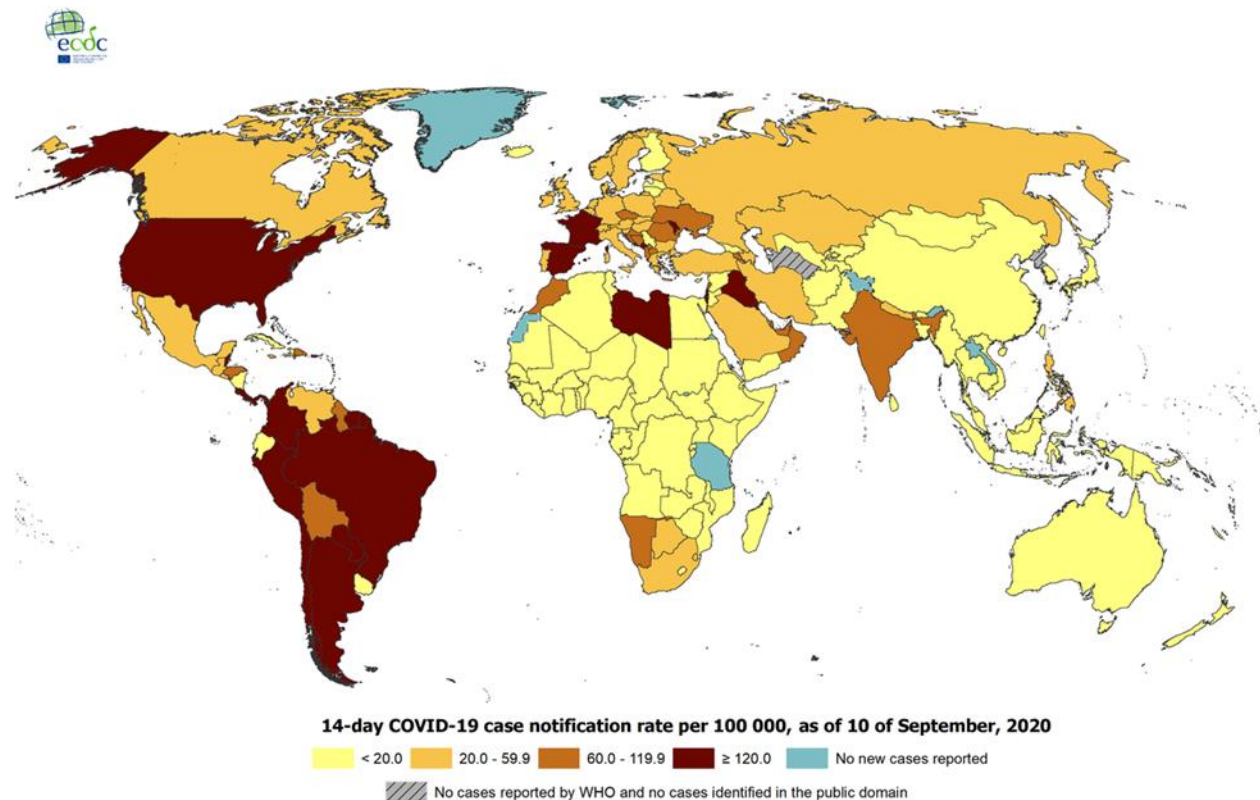 ecdc
14-day COVID-19 case notification rate per 100 000, as of 10 of September, 2020
< 20.0 20.0 - 59.9 60.0 - 119.9 ≥ 120.0 No new cases reported
No cases reported by WHO and no cases identified in the public domain